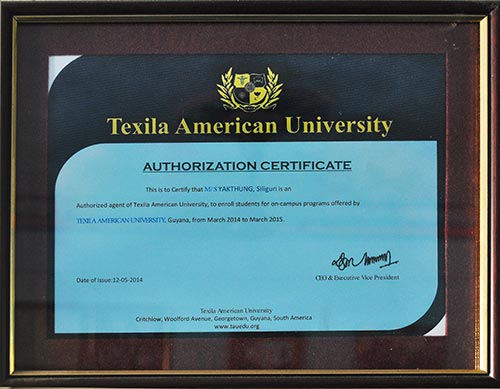 Texila American University
AUTHORIZATION CERTIFICATE
This is to Certify that M/S YAKTHUNG, Siliguri is an
Authorized agent of Texila American University, to enroll students for on-campus programs offered by
TEXILA AMERICAN UNIVERSITY, Guyana, from March 2014 to March 2015.
CEO & Executive Vice President
Date of Issue:12-05-2014
Texila American University
Critchlow, Woolford Avenue, Georgetown, Guyana, South America
www.tauedu.org